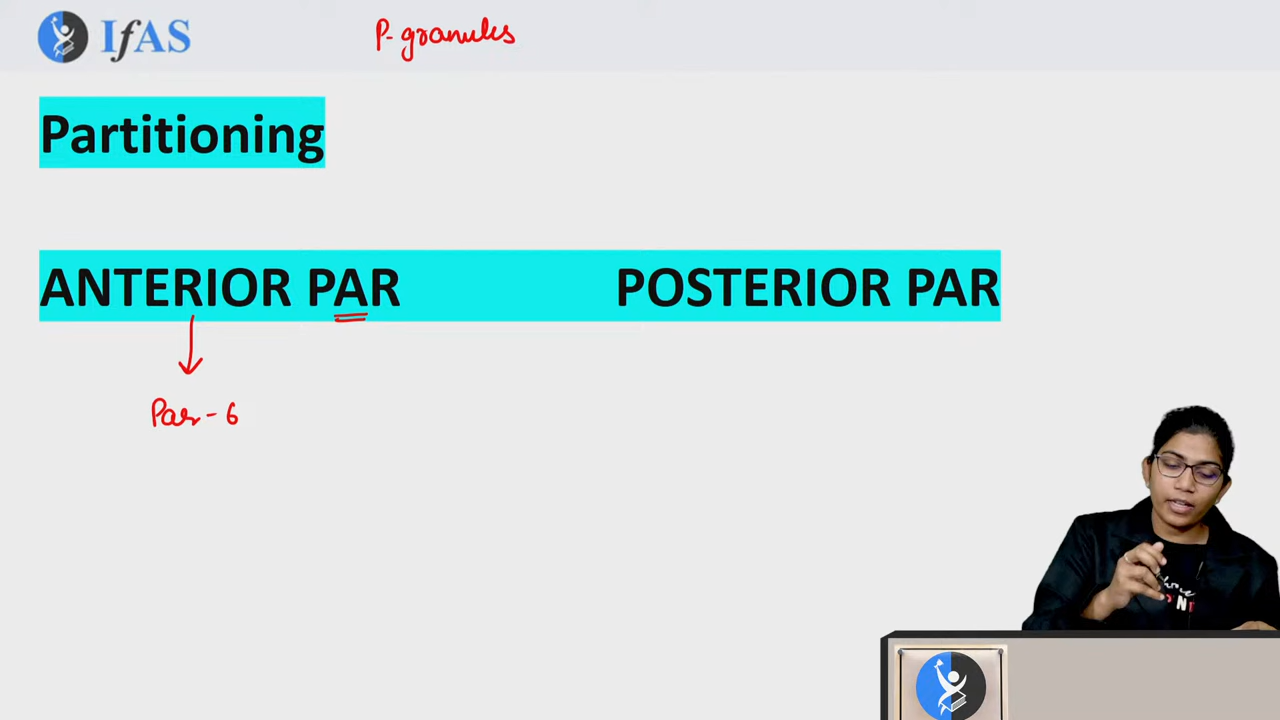 IfAS
P-granules
Partitioning
ANTERIOR PAR POSTERIOR PAR
Par-6